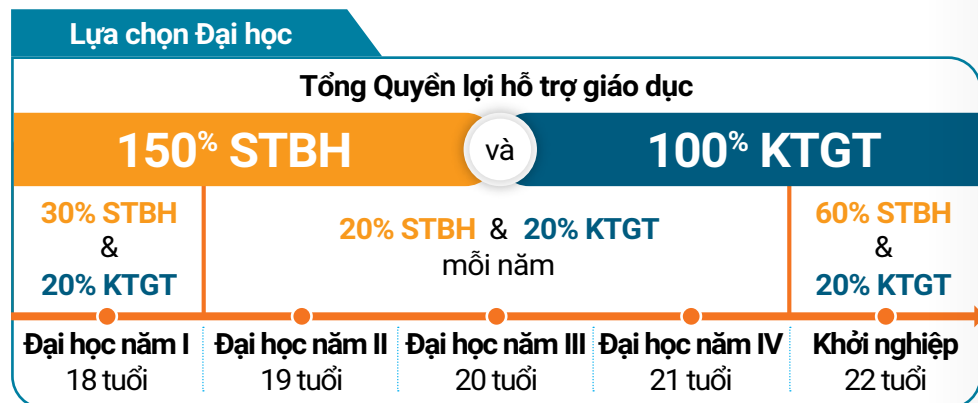 Lựa chọn Đại học
Tổng Quyền lợi hỗ trợ giáo dục
150% STBH và 100% KTGT
30% STBH
&
20% KTGT
20% STBH & 20% KTGT
mỗi năm
60% STBH
&
20% KTGT
Đại học năm I
18 tuổi
Đại học năm II
19 tuổi
Đại học năm III
20 tuổi
Đại học năm IV
21 tuổi
Khởi nghiệp
22 tuổi